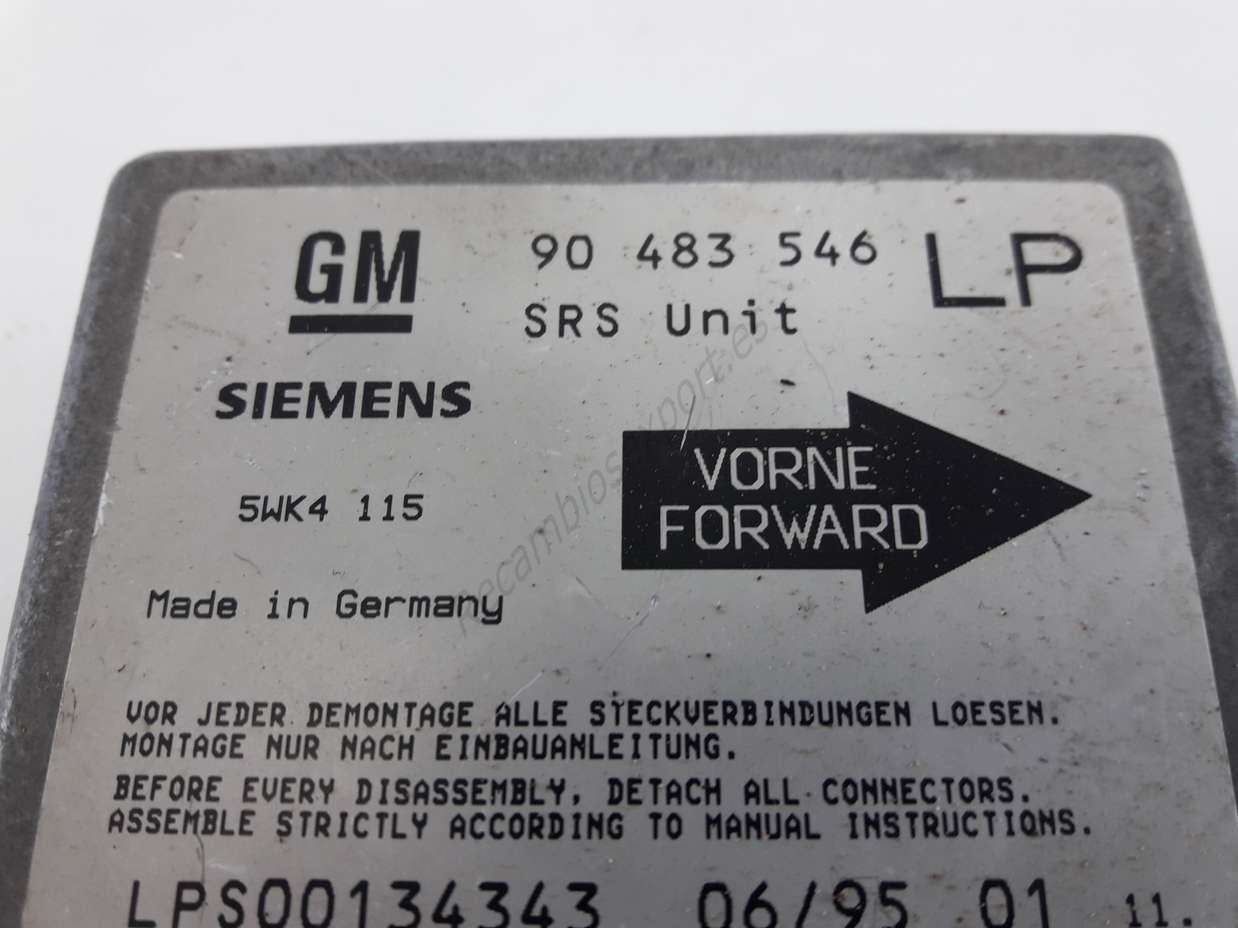 GM 90 483 546 LP
SRS Unit
SIEMENS
VORNE
FORWARD
5WK4 115
Made in Germany
VOR JEDER DEMONTAGE ALLE STECKVERBINDUNGEN LOESEN.
MONTAGE NUR NACH EINBAUANLEITUNG.
BEFORE EVERY DISASSEMBLY, DETACH ALL CONNECTORS.
ASSEMBLE STRICTLY ACCORDING TO MANUAL INSTRUCTIONS.
LPS00134343 06/95 01 11.
recambiosexport.es